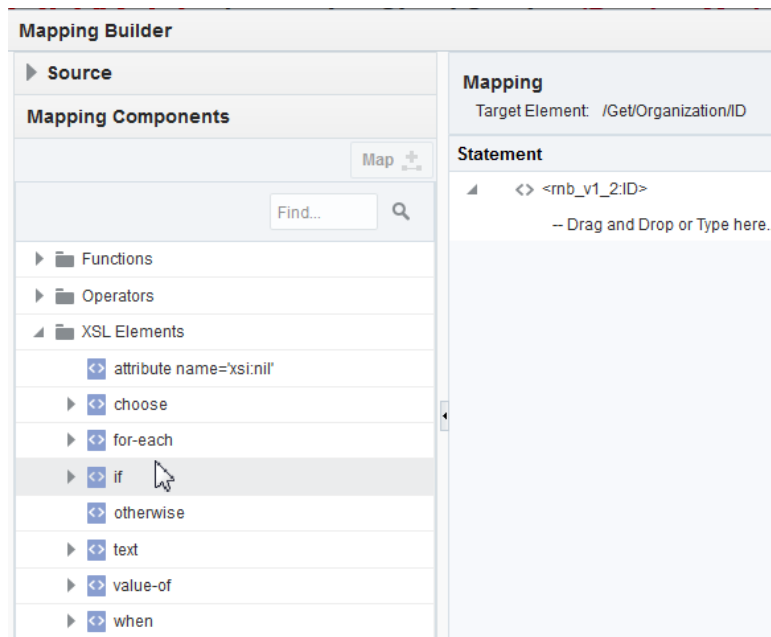 Mapping Builder
Source
Mapping Components
Map
Find...
Functions
Operators
XSL Elements
attribute name='xsi:nil'
choose
for-each
if
otherwise
text
value-of
when
Mapping
Target Element: /Get/Organization/ID
Statement
<> <rnb_v1_2:ID>
-- Drag and Drop or Type here.